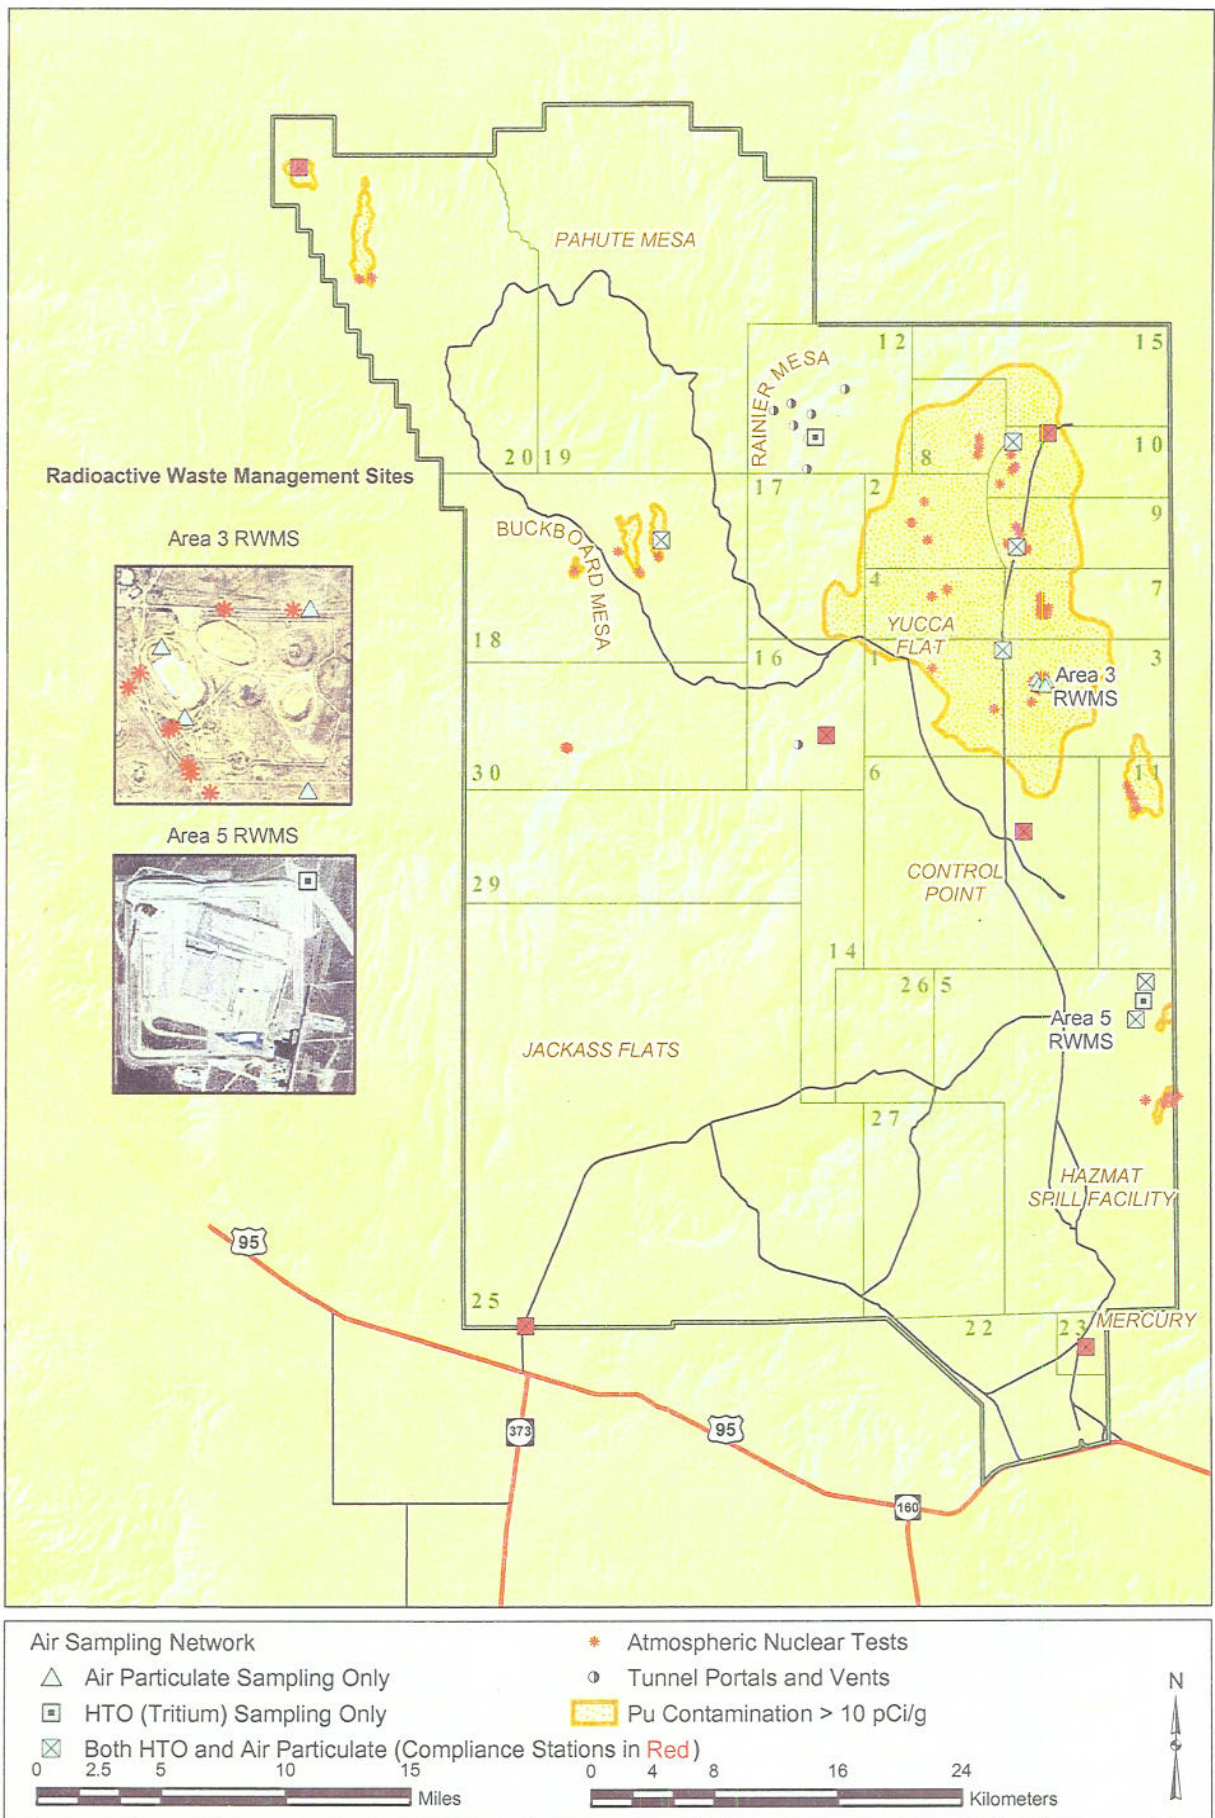 PAHUTE MESA
12
15
RAINIER MESA
20 19
8
10
Radioactive Waste Management Sites
17
2
9
Area 3 RWMS
BUCKBOARD MESA
4
7
YUCCA
FLAT
18
16
1
3
Area 3
RWMS
30
6
11
Area 5 RWMS
29
CONTROL
POINT
14
26 5
Area 5
RWMS
JACKASS FLATS
27
HAZMAT
SPILL FACILITY
95
25
22
23
MERCURY
373
95
160
Air Sampling Network
Air Particulate Sampling Only
HTO (Tritium) Sampling Only
Both HTO and Air Particulate (Compliance Stations in Red)
Atmospheric Nuclear Tests
Tunnel Portals and Vents
Pu Contamination > 10 pCi/g
N
0 2.5 5 10 15
Miles
0 4 8 16 24
Kilometers